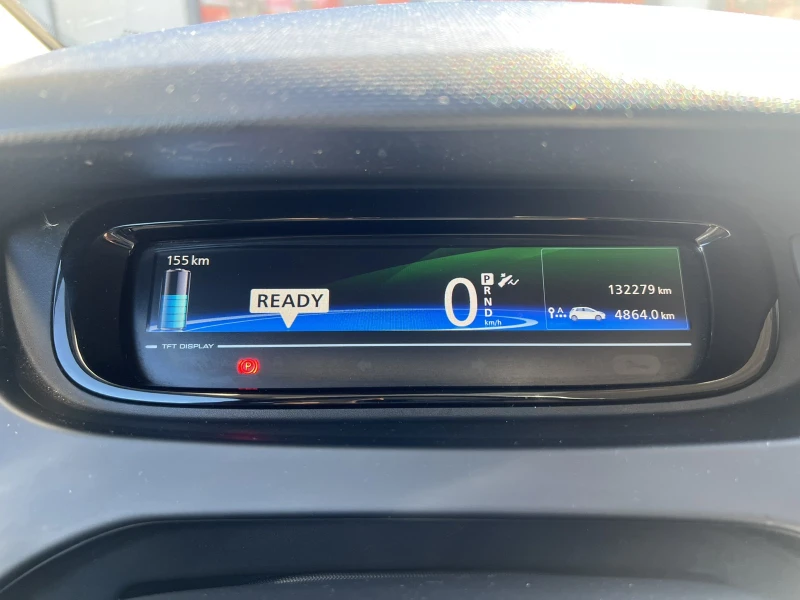 155 km
READY
0
P
R
N
D
km/h
132279 km
A
4864.0 km
TFT DISPLAY
P